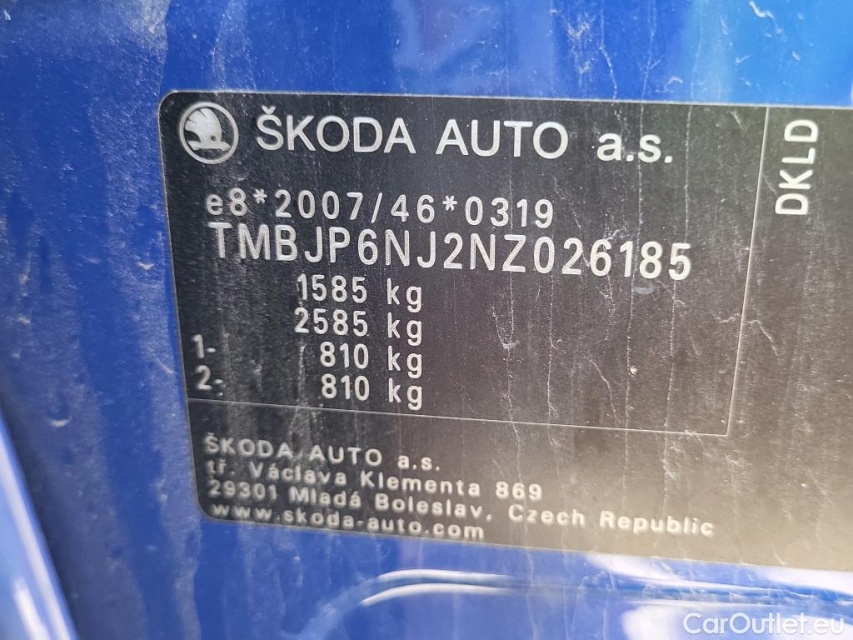 ŠKODA AUTO a.s.
DKLD
e8*2007/46*0319
TMBJP6NJ2NZ026185
1585 kg
2585 kg
1- 810 kg
2- 810 kg
ŠKODA AUTO a.s.
tř. Václava Klementa 869
29301 Mladá Boleslav, Czech Republic
www.skoda-auto.com
CarOutlet.eu